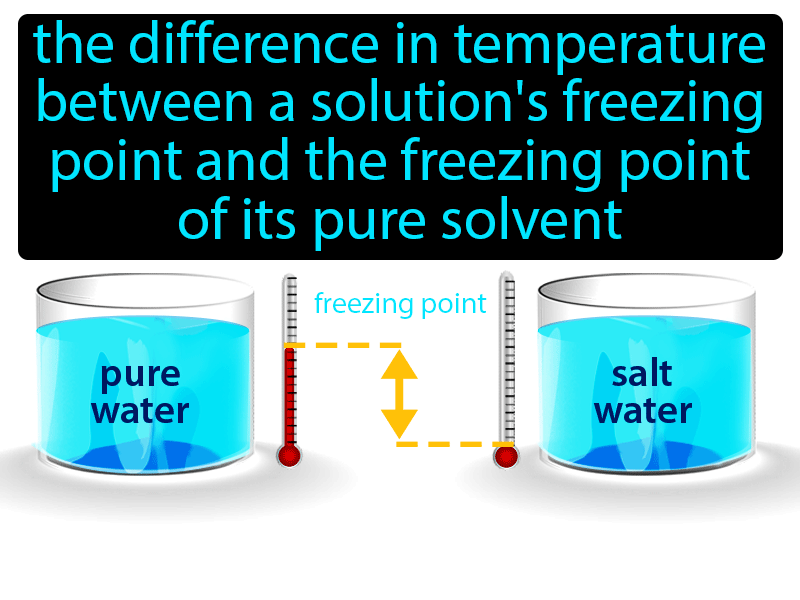 the difference in temperature
between a solution's freezing
point and the freezing point
of its pure solvent
freezing point
pure
water
salt
water